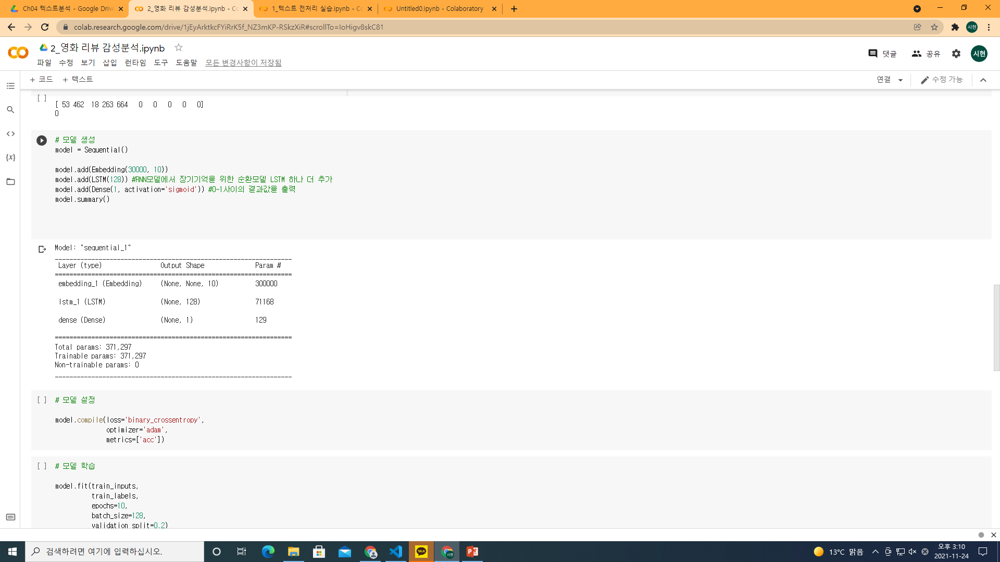 Ch04 텍스트분석 - Google Drive
2_영화 리뷰 감성분석.ipynb - Co
1_텍스트 전처리 실습.ipynb - Co
Untitled0.ipynb - Colaboratory
colab.research.google.com/drive/1jEyArktkcFYiRrK5f_NZ3mKP-RSkzXiR#scrollTo=IoHigv8skC81
시현
2_영화 리뷰 감성분석.ipynb
파일 수정 보기 삽입 런타임 도구 도움말 모든 변경사항이 저장됨
댓글 공유 시현
+ 코드 + 텍스트
연결 수정 가능
[ ]
[ 53 462 18 263 664 0 0 0 0 0]
0
# 모델 생성
model = Sequential()
model.add(Embedding(30000, 10))
model.add(LSTM(128)) #RNN모델에서 장기기억을 위한 순환모델 LSTM 하나 더 추가
model.add(Dense(1, activation='sigmoid')) #0~1사이의 결과값을 출력
model.summary()
Model: "sequential_1"
_________________________________________________________________
Layer (type) Output Shape Param #
=================================================================
embedding_1 (Embedding) (None, None, 10) 300000
lstm_1 (LSTM) (None, 128) 71168
dense (Dense) (None, 1) 129
=================================================================
Total params: 371,297
Trainable params: 371,297
Non-trainable params: 0
_________________________________________________________________
[ ] # 모델 설정
model.compile(loss='binary_crossentropy',
optimizer='adam',
metrics=['acc'])
[ ] # 모델 학습
model.fit(train_inputs,
train_labels,
epochs=10,
batch_size=128,
validation_split=0.2)
검색하려면 여기에 입력하십시오.
TALK
시현
13°C 맑음
오후 3:10
2021-11-24